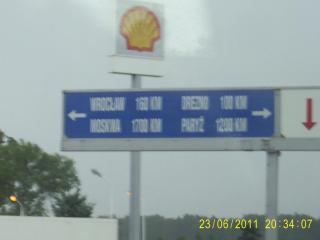 WROCŁAW 160 KM DREZNO 100 KM
MOSKWA 1700 KM PARYŻ 1200 KM
23/06/2011 20:34:07